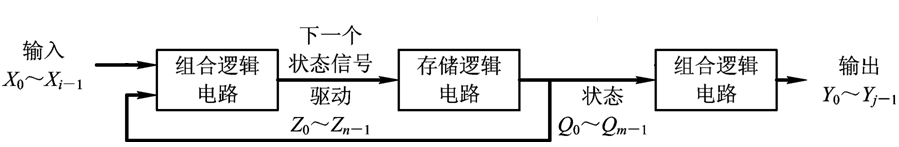 输入
X₀～Xᵢ₋₁
组合逻辑
电路
下一个
状态信号
驱动
Z₀～Zₙ₋₁
存储逻辑
电路
状态
Q₀～Qₘ₋₁
组合逻辑
电路
输出
Y₀～Yⱼ₋₁